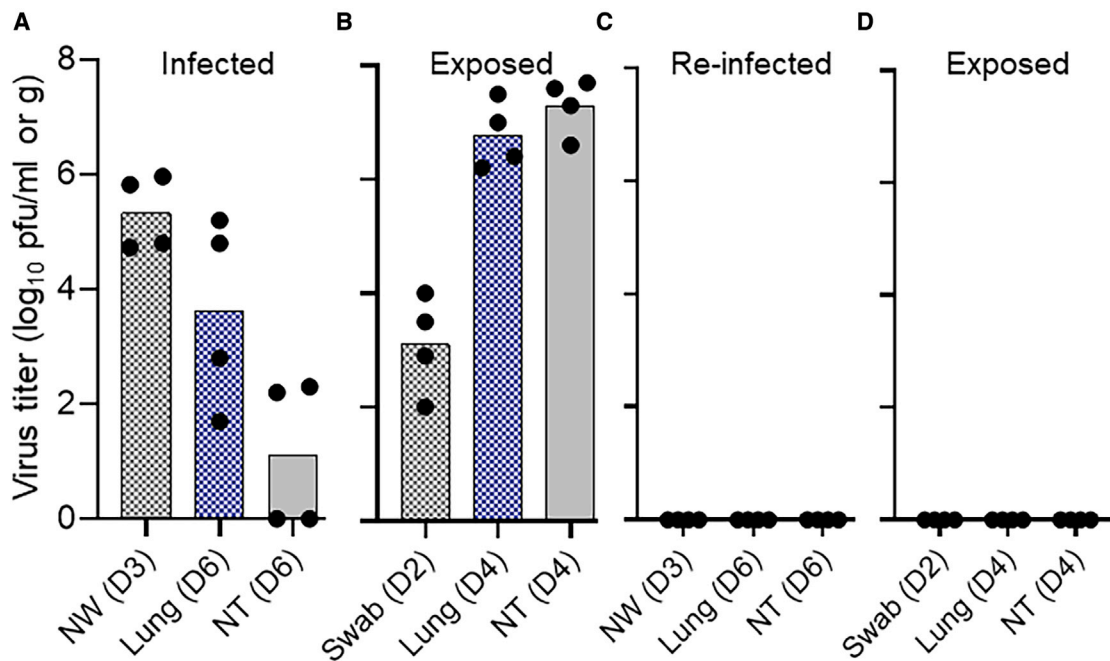 A B C D
Infected Exposed Re-infected Exposed
Virus titer (log₁₀ pfu/ml or g)
8
6
4
2
0
NW (D3) Lung (D6) NT (D6) Swab (D2) Lung (D4) NT (D4) NW (D3) Lung (D6) NT (D6) Swab (D2) Lung (D4) NT (D4)